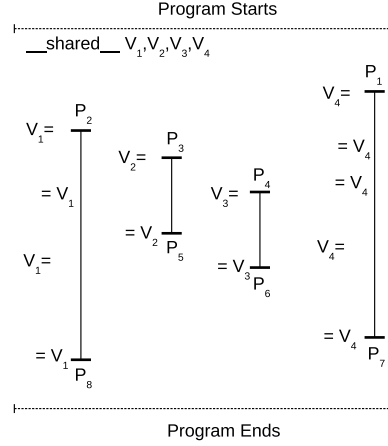 Program Starts
__shared__ V1,V2,V3,V4
P1
V4=
P2
V1=
P3
V2=
= V4
P4
= V4
= V1
V3=
= V2
P5
V4=
V1=
= V3
P6
= V4
P7
= V1
P8
Program Ends